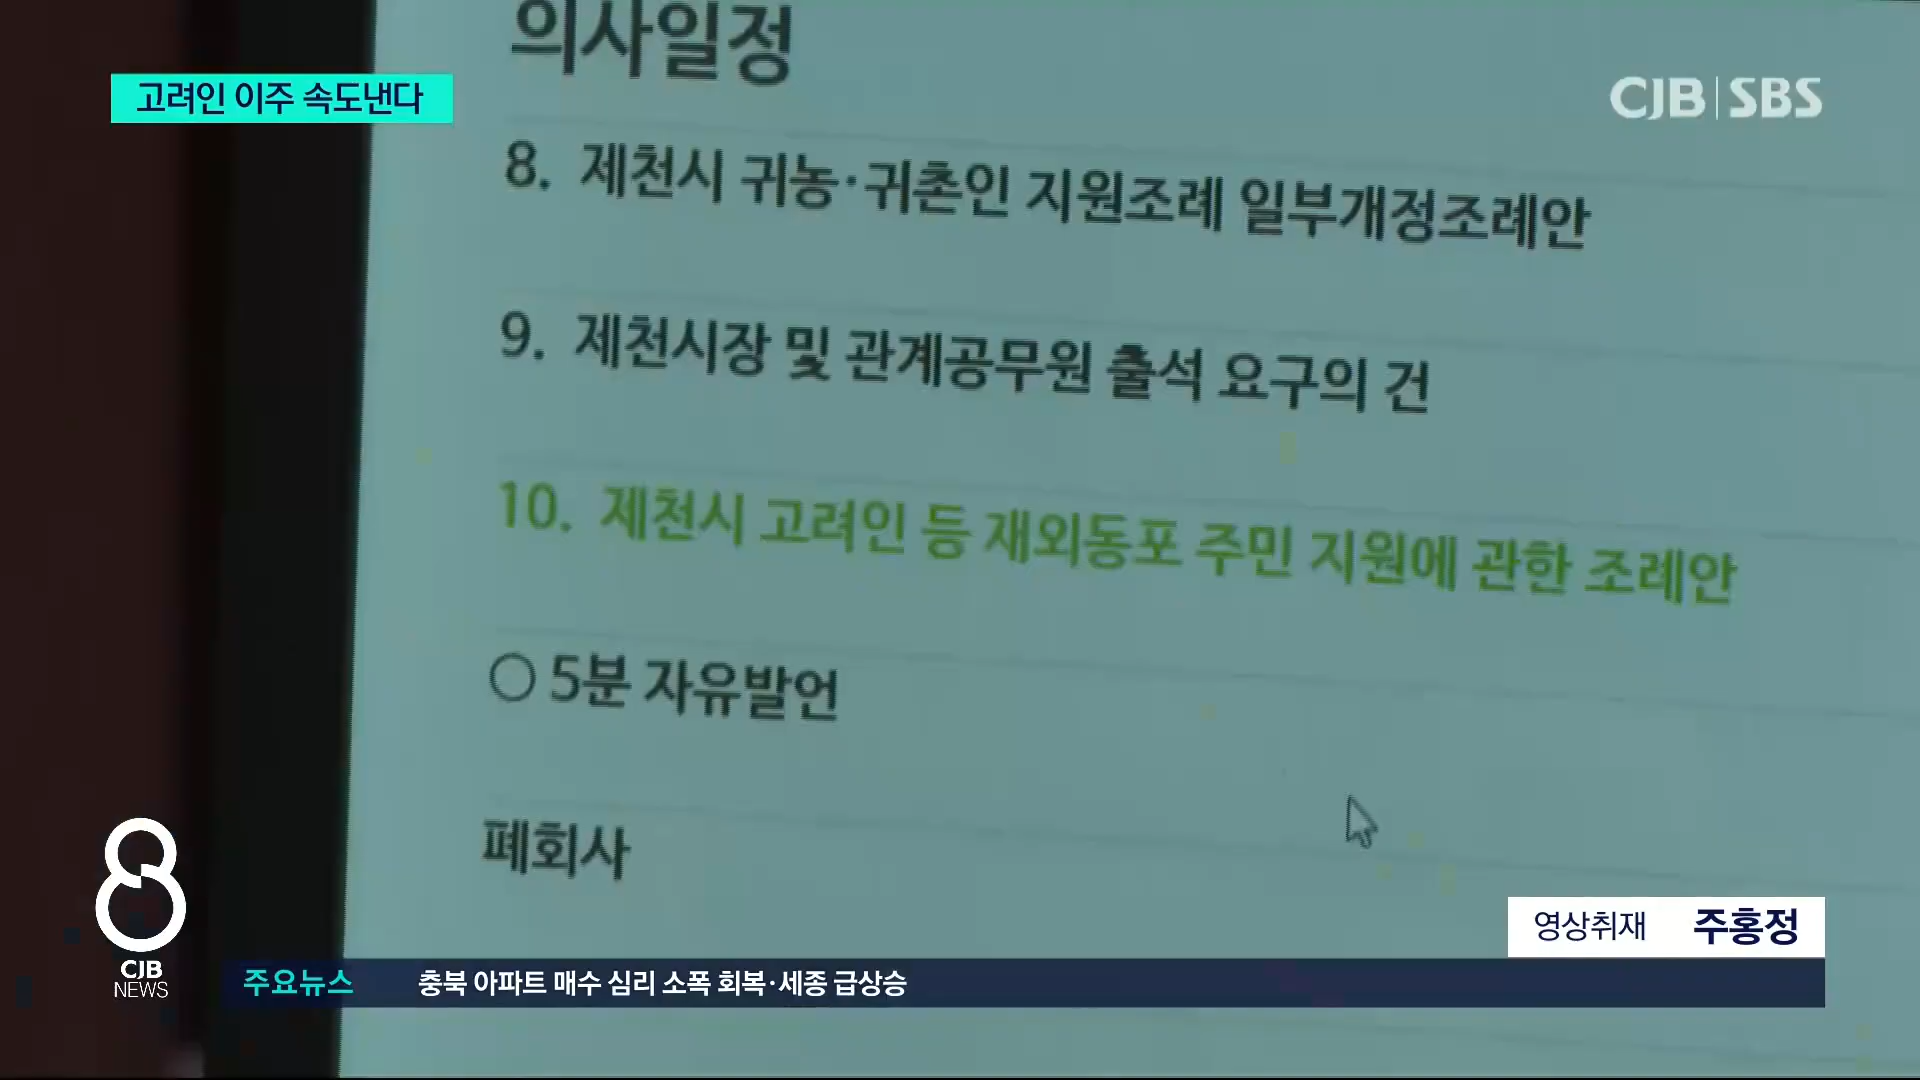 의사일정
고려인 이주 속도낸다
CJB SBS
8. 제천시 귀농·귀촌인 지원조례 일부개정조례안
9. 제천시장 및 관계공무원 출석 요구의 건
10. 제천시 고려인 등 재외동포 주민 지원에 관한 조례안
○ 5분 자유발언
폐회사
영상취재 주홍정
8
CJB
NEWS
주요뉴스 충북 아파트 매수 심리 소폭 회복·세종 급상승